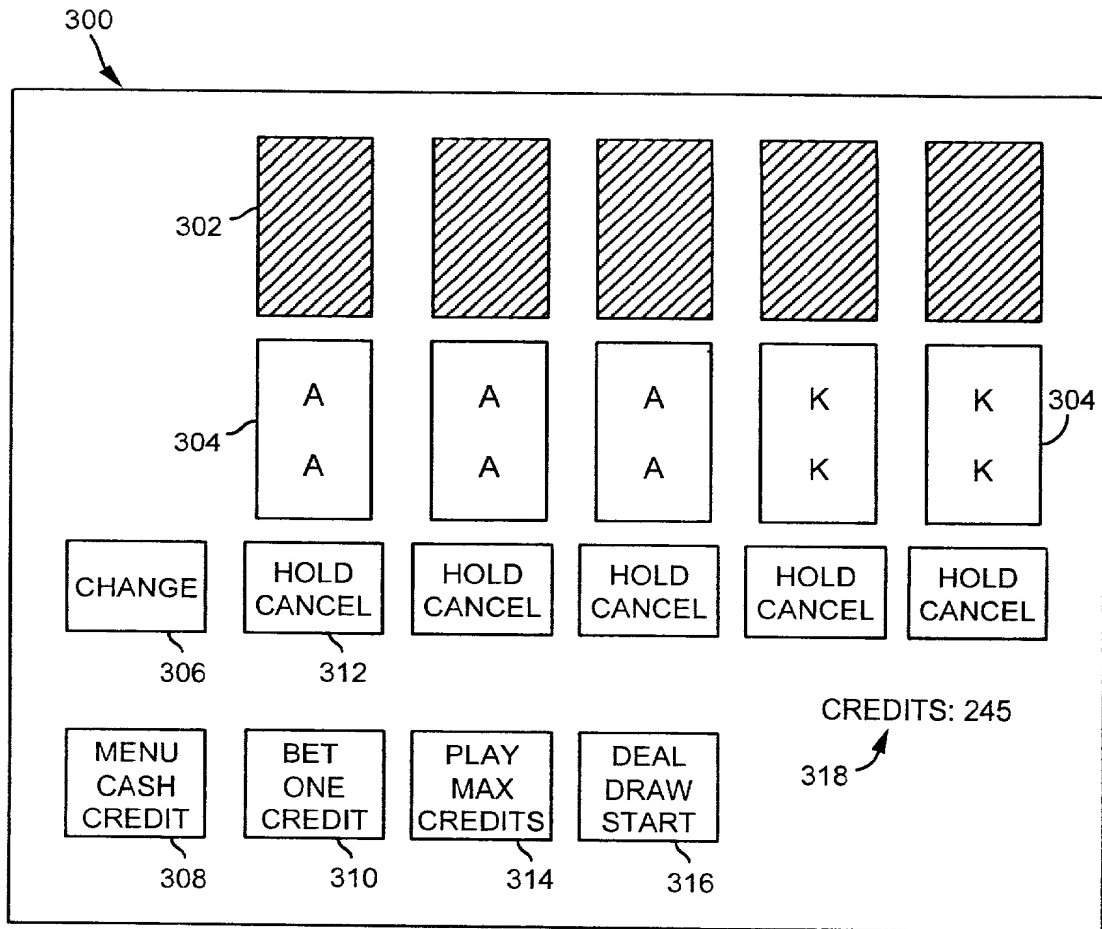 300
302
A A A K K
304 304
A A A K K
CHANGE HOLD CANCEL HOLD CANCEL HOLD CANCEL HOLD CANCEL HOLD CANCEL
306 312
CREDITS: 245
318
MENU CASH CREDIT BET ONE CREDIT PLAY MAX CREDITS DEAL DRAW START
308 310 314 316